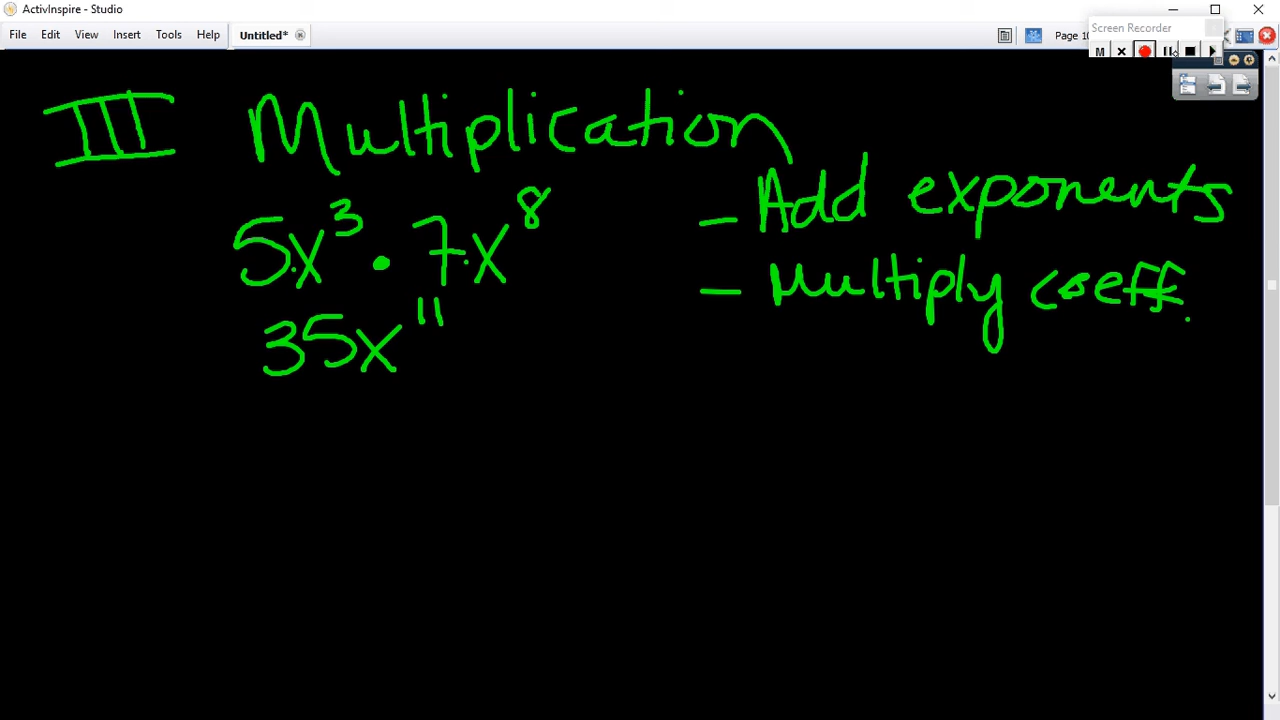 ActivInspire - Studio
File Edit View Insert Tools Help Untitled*
Screen Recorder
III Multiplication
- Add exponents
5x³ • 7x⁸
- Multiply coeff.
35x¹¹